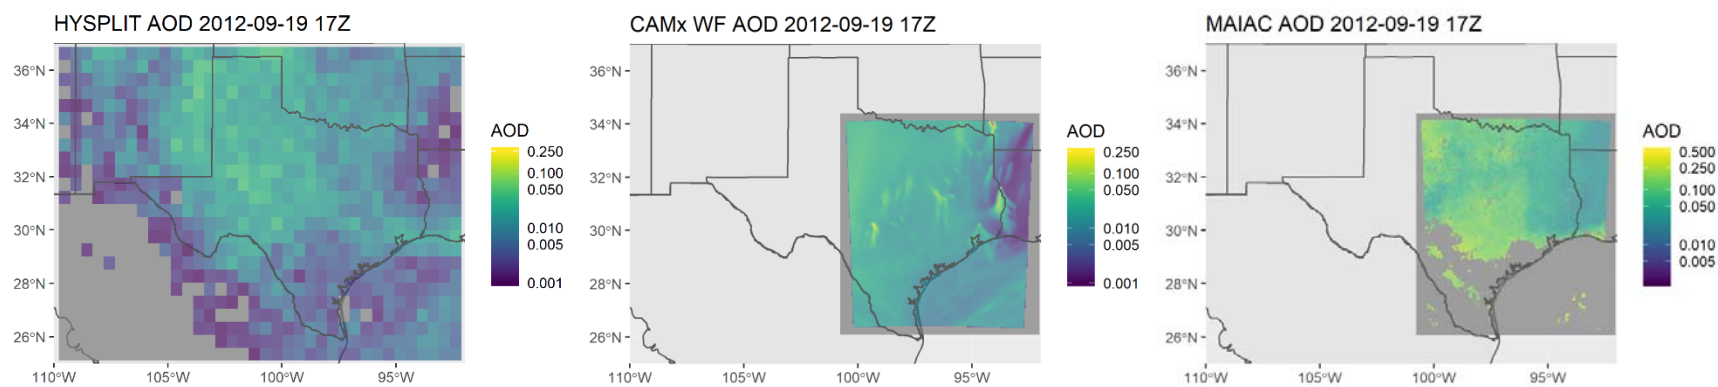 HYSPLIT AOD 2012-09-19 17Z
36°N
34°N
32°N
30°N
28°N
26°N
110°W
105°W
100°W
95°W
AOD
0.250
0.100
0.050
0.010
0.005
0.001
CAMx WF AOD 2012-09-19 17Z
36°N
34°N
32°N
30°N
28°N
26°N
110°W
105°W
100°W
95°W
AOD
0.250
0.100
0.050
0.010
0.005
0.001
MAIAC AOD 2012-09-19 17Z
36°N
34°N
32°N
30°N
28°N
26°N
110°W
105°W
100°W
95°W
AOD
0.500
0.250
0.100
0.050
0.010
0.005